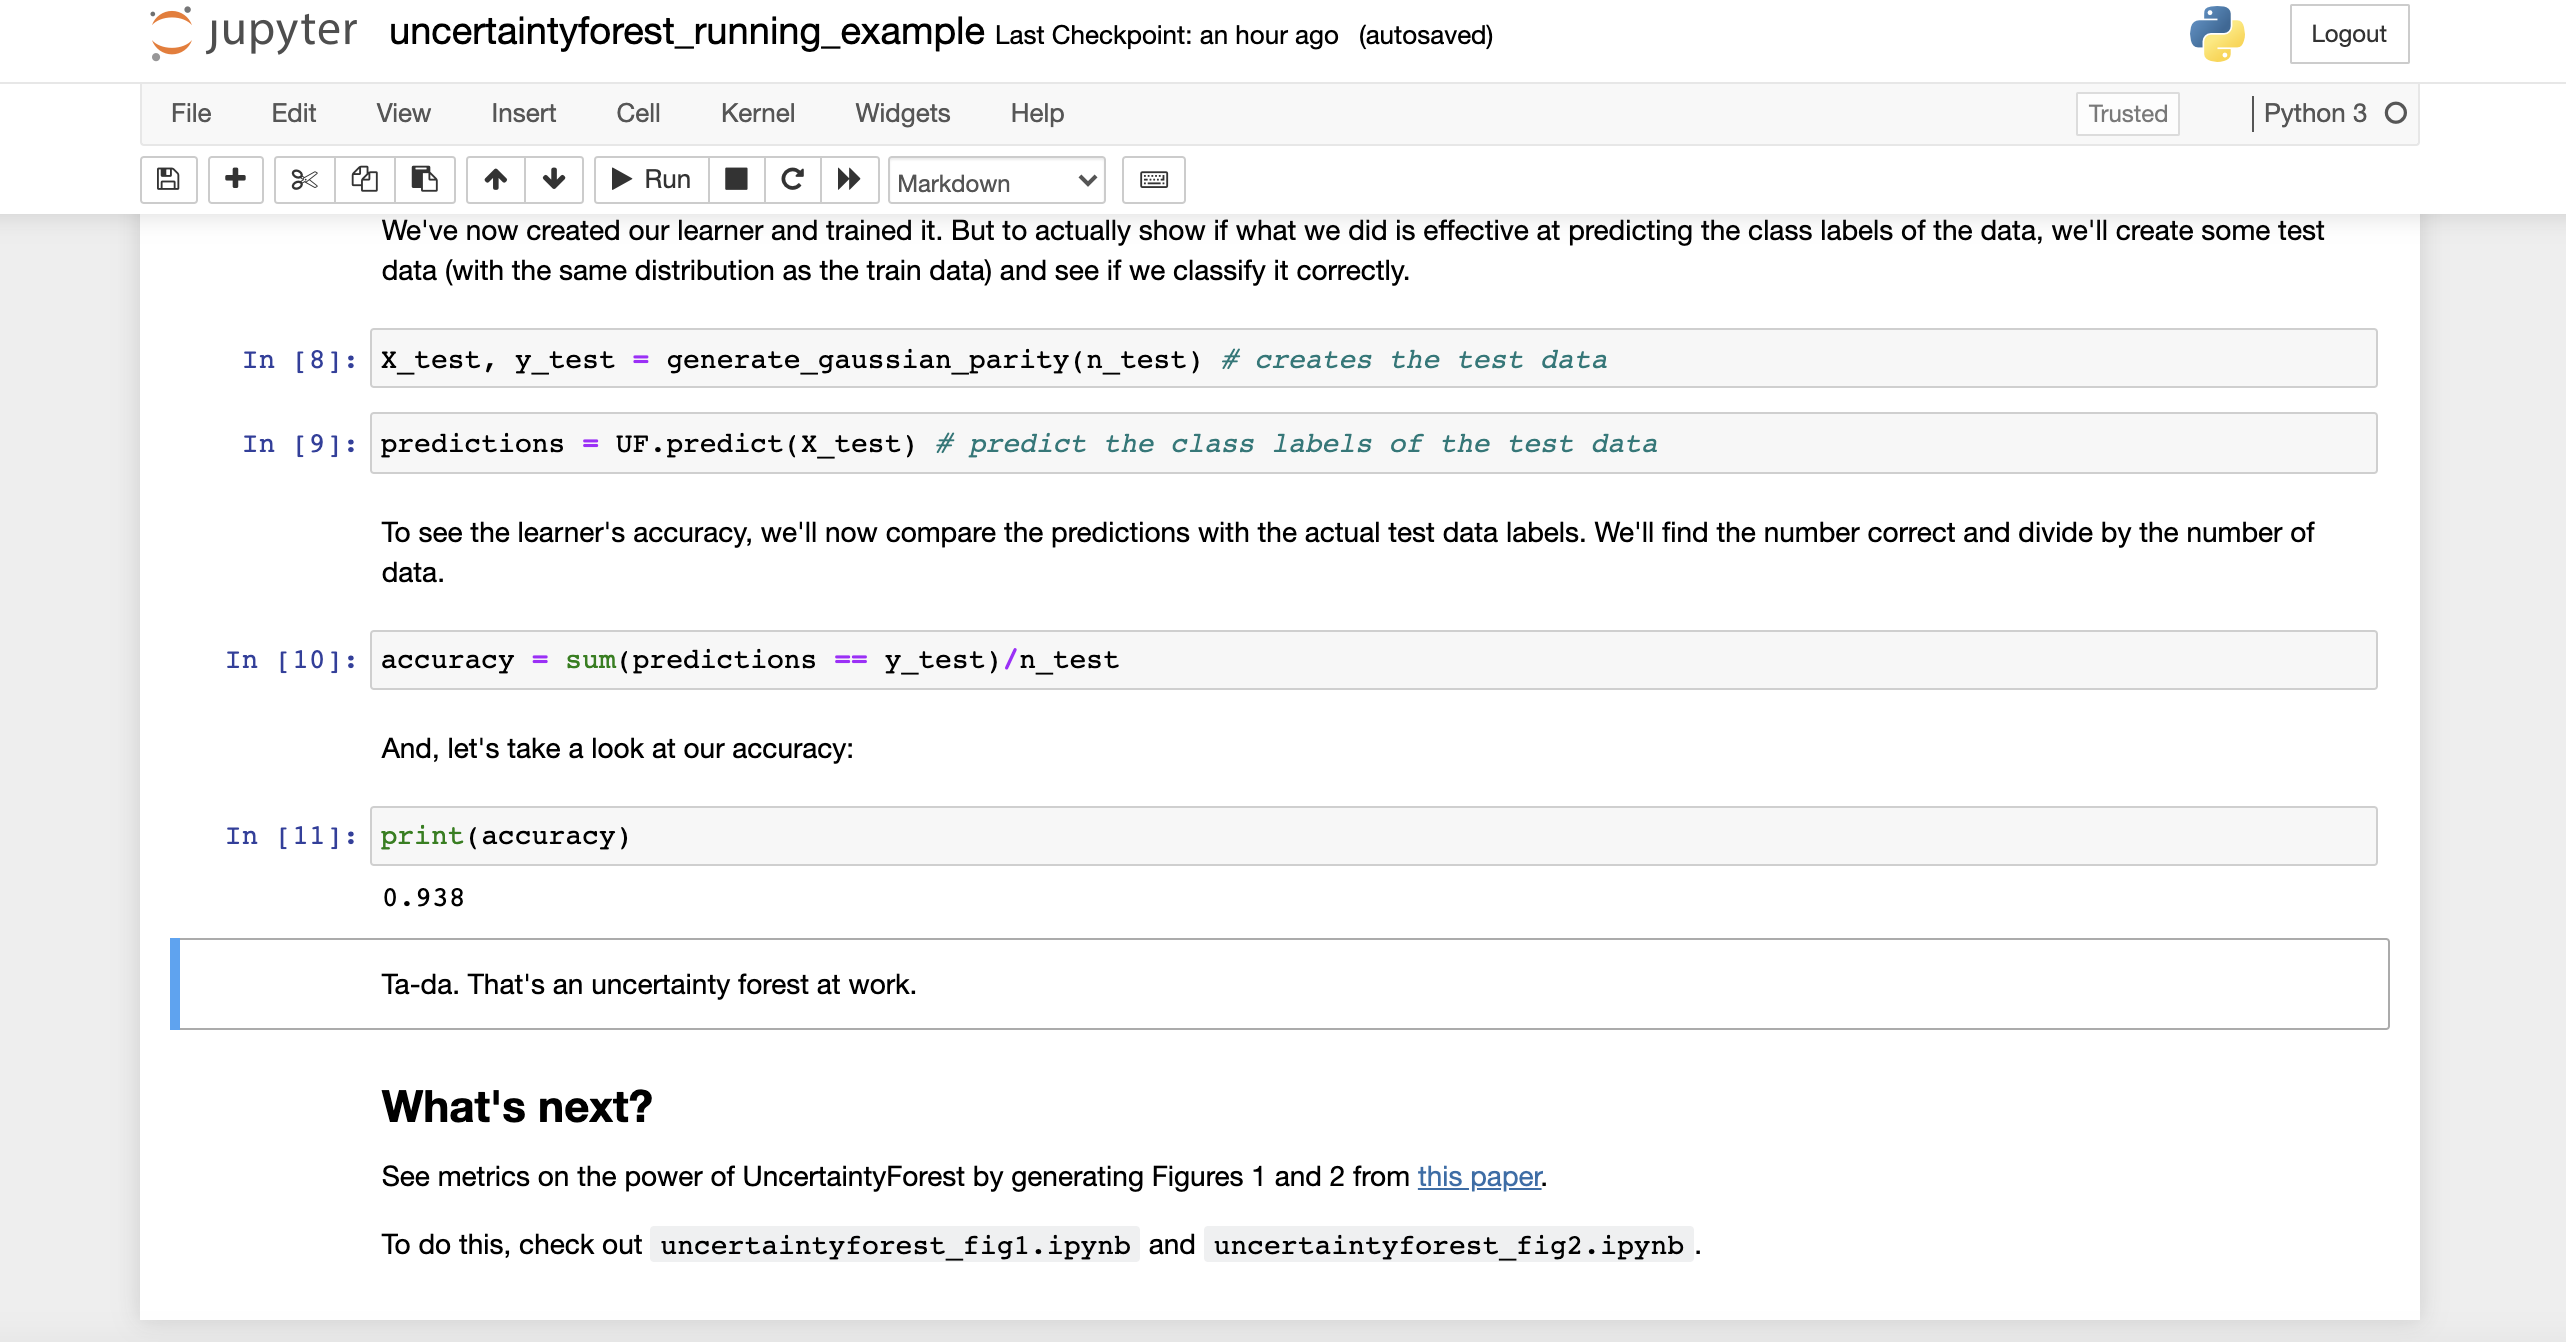 jupyter uncertaintyforest_running_example Last Checkpoint: an hour ago (autosaved)
Logout
File Edit View Insert Cell Kernel Widgets Help Trusted Python 3
Run Markdown
We've now created our learner and trained it. But to actually show if what we did is effective at predicting the class labels of the data, we'll create some test
data (with the same distribution as the train data) and see if we classify it correctly.
In [8]: X_test, y_test = generate_gaussian_parity(n_test) # creates the test data
In [9]: predictions = UF.predict(X_test) # predict the class labels of the test data
To see the learner's accuracy, we'll now compare the predictions with the actual test data labels. We'll find the number correct and divide by the number of
data.
In [10]: accuracy = sum(predictions == y_test)/n_test
And, let's take a look at our accuracy:
In [11]: print(accuracy)
0.938
Ta-da. That's an uncertainty forest at work.
What's next?
See metrics on the power of UncertaintyForest by generating Figures 1 and 2 from this paper.
To do this, check out uncertaintyforest_fig1.ipynb and uncertaintyforest_fig2.ipynb.